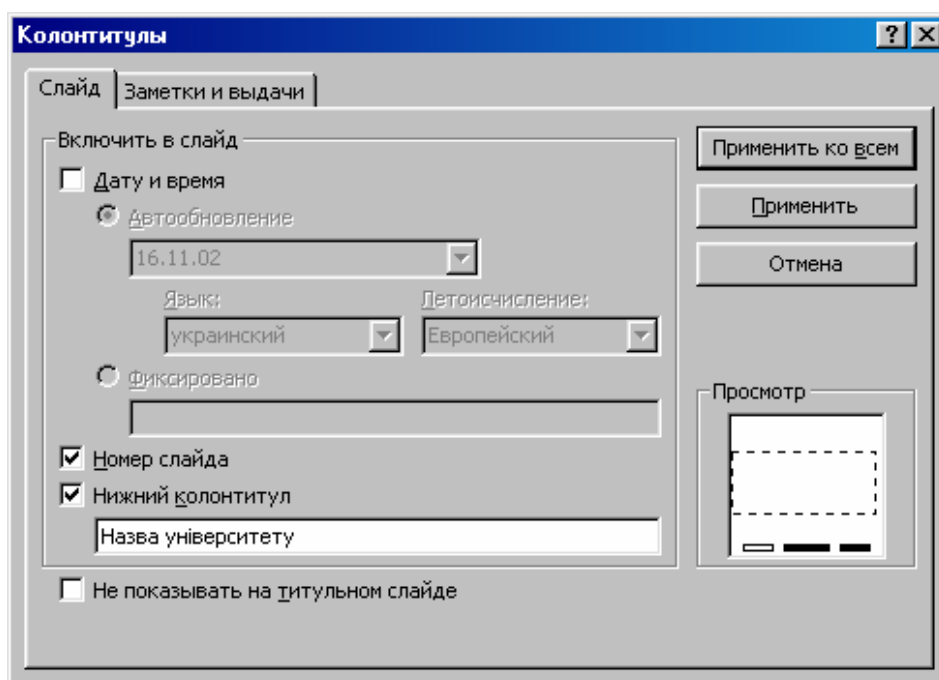 Колонтитулы
Слайд Заметки и выдачи
Включить в слайд
Дату и время
Автообновление
16.11.02
Язык: Летоисчисление:
украинский Европейский
Фиксировано
Номер слайда
Нижний колонтитул
Назва університету
Не показывать на титульном слайде
Применить ко всем
Применить
Отмена
Просмотр